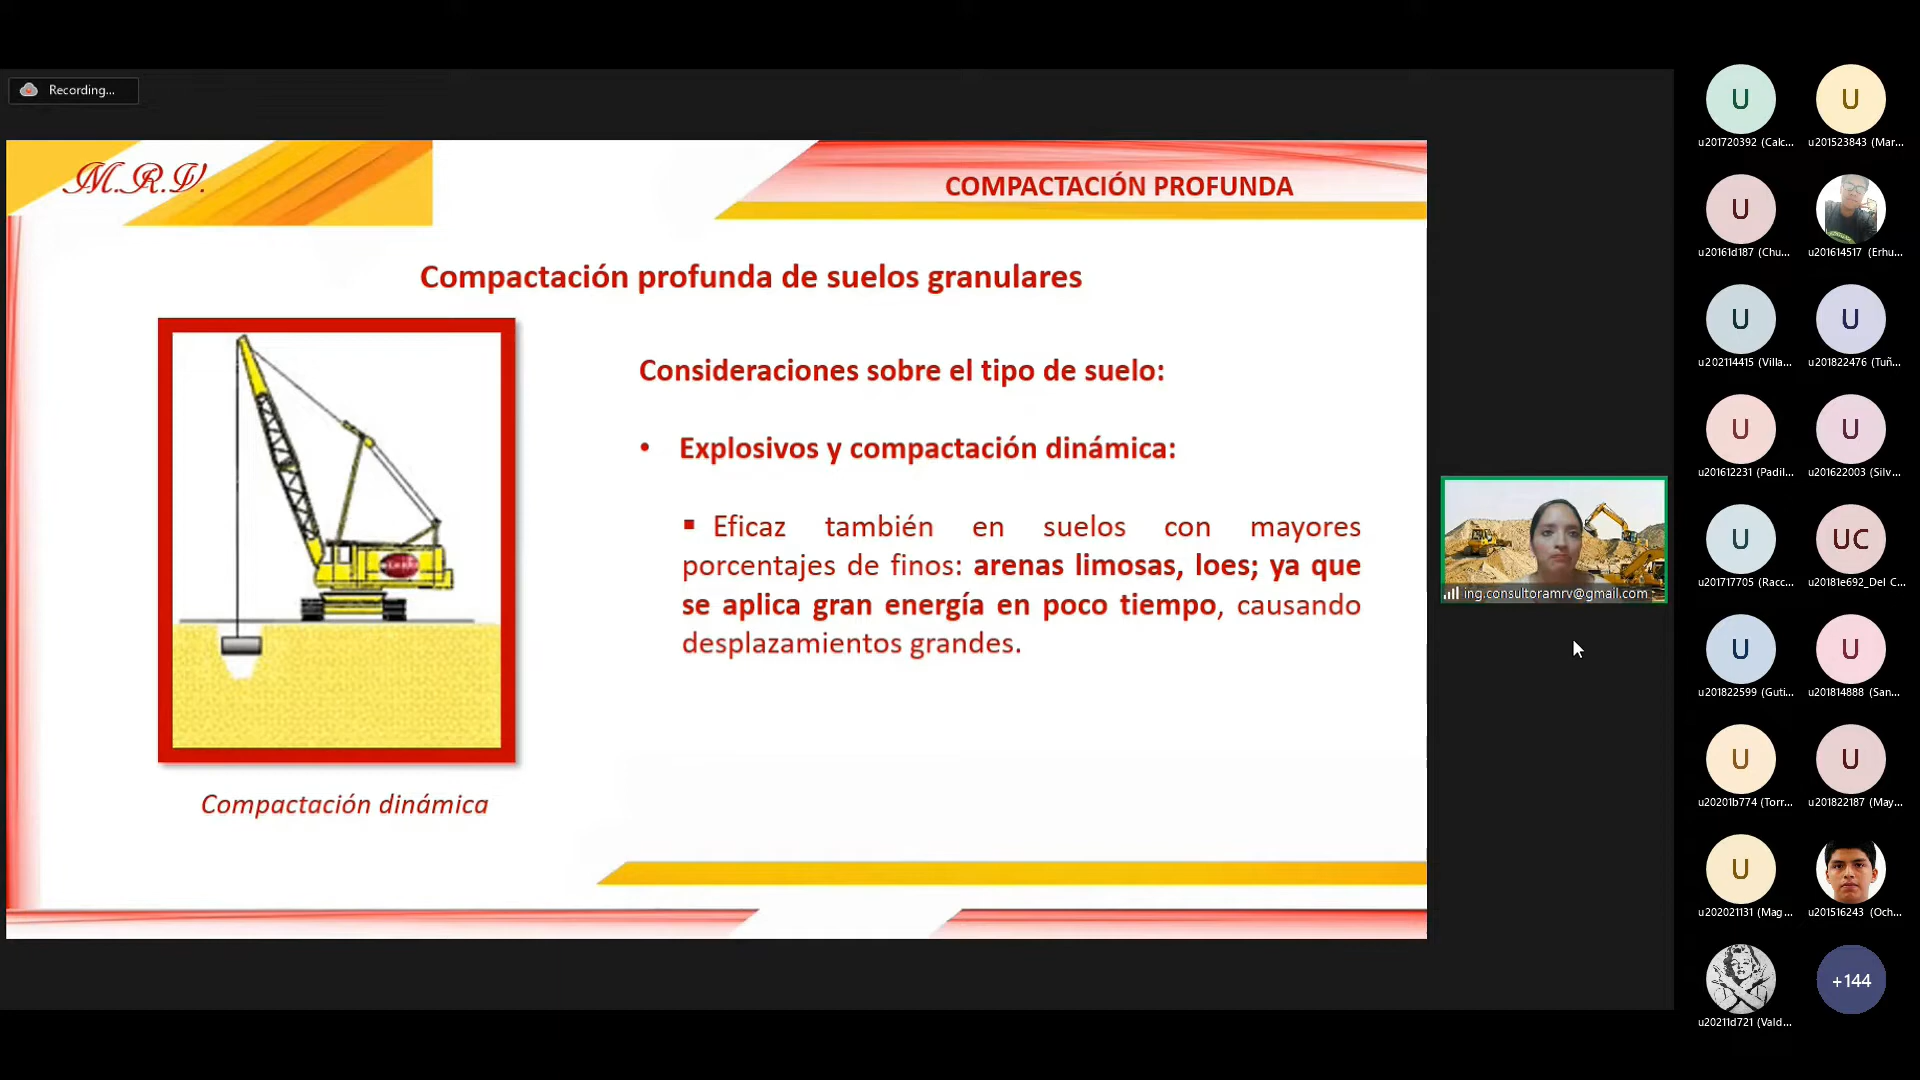 Recording...
M.R.V.
COMPACTACIÓN PROFUNDA
Compactación profunda de suelos granulares
Consideraciones sobre el tipo de suelo:
• Explosivos y compactación dinámica:
▪ Eficaz también en suelos con mayores
porcentajes de finos: arenas limosas, loes; ya que
se aplica gran energía en poco tiempo, causando
desplazamientos grandes.
Compactación dinámica
ing.consultoramrv@gmail.com
U
u201720392 (Calc...
U
u201523843 (Mar...
U
u20161d187 (Chu...
u201614517 (Erhu...
U
u202114415 (Villa...
U
u201822476 (Tuñ...
U
u201612231 (Padil...
U
u201622003 (Silv...
U
u201717705 (Racc...
UC
u20181e692_Del C...
U
u201822599 (Guti...
U
u201814888 (San...
U
u20201b774 (Torr...
U
u201822187 (May...
U
u202021131 (Mag...
u201516243 (Och...
u20211d721 (Vald...
+144